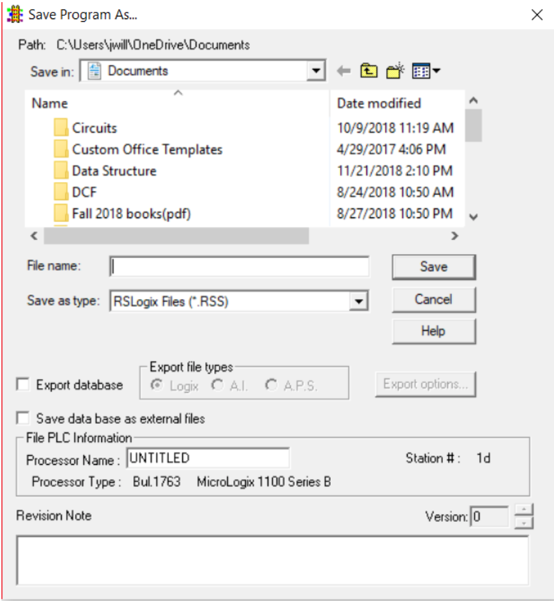 Save Program As...
Path: C:\Users\jwill\OneDrive\Documents
Save in: Documents
Name Date modified
Circuits 10/9/2018 11:19 AM
Custom Office Templates 4/29/2017 4:06 PM
Data Structure 11/21/2018 2:10 PM
DCF 8/24/2018 10:50 AM
Fall 2018 books(pdf) 8/27/2018 10:50 PM
File name: Save
Save as type: RSLogix Files (*.RSS) Cancel
Help
Export file types
Export database Logix A.I. A.P.S. Export options...
Save data base as external files
File PLC Information
Processor Name : UNTITLED Station # : 1d
Processor Type : Bul.1763 MicroLogix 1100 Series B
Revision Note Version: 0